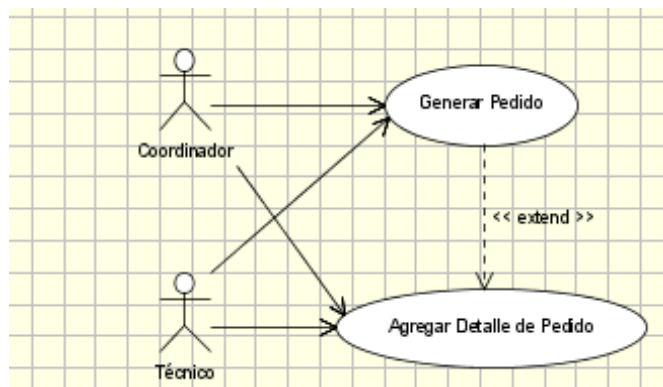 Generar Pedido
Coordinador
<< extend >>
Agregar Detalle de Pedido
Técnico